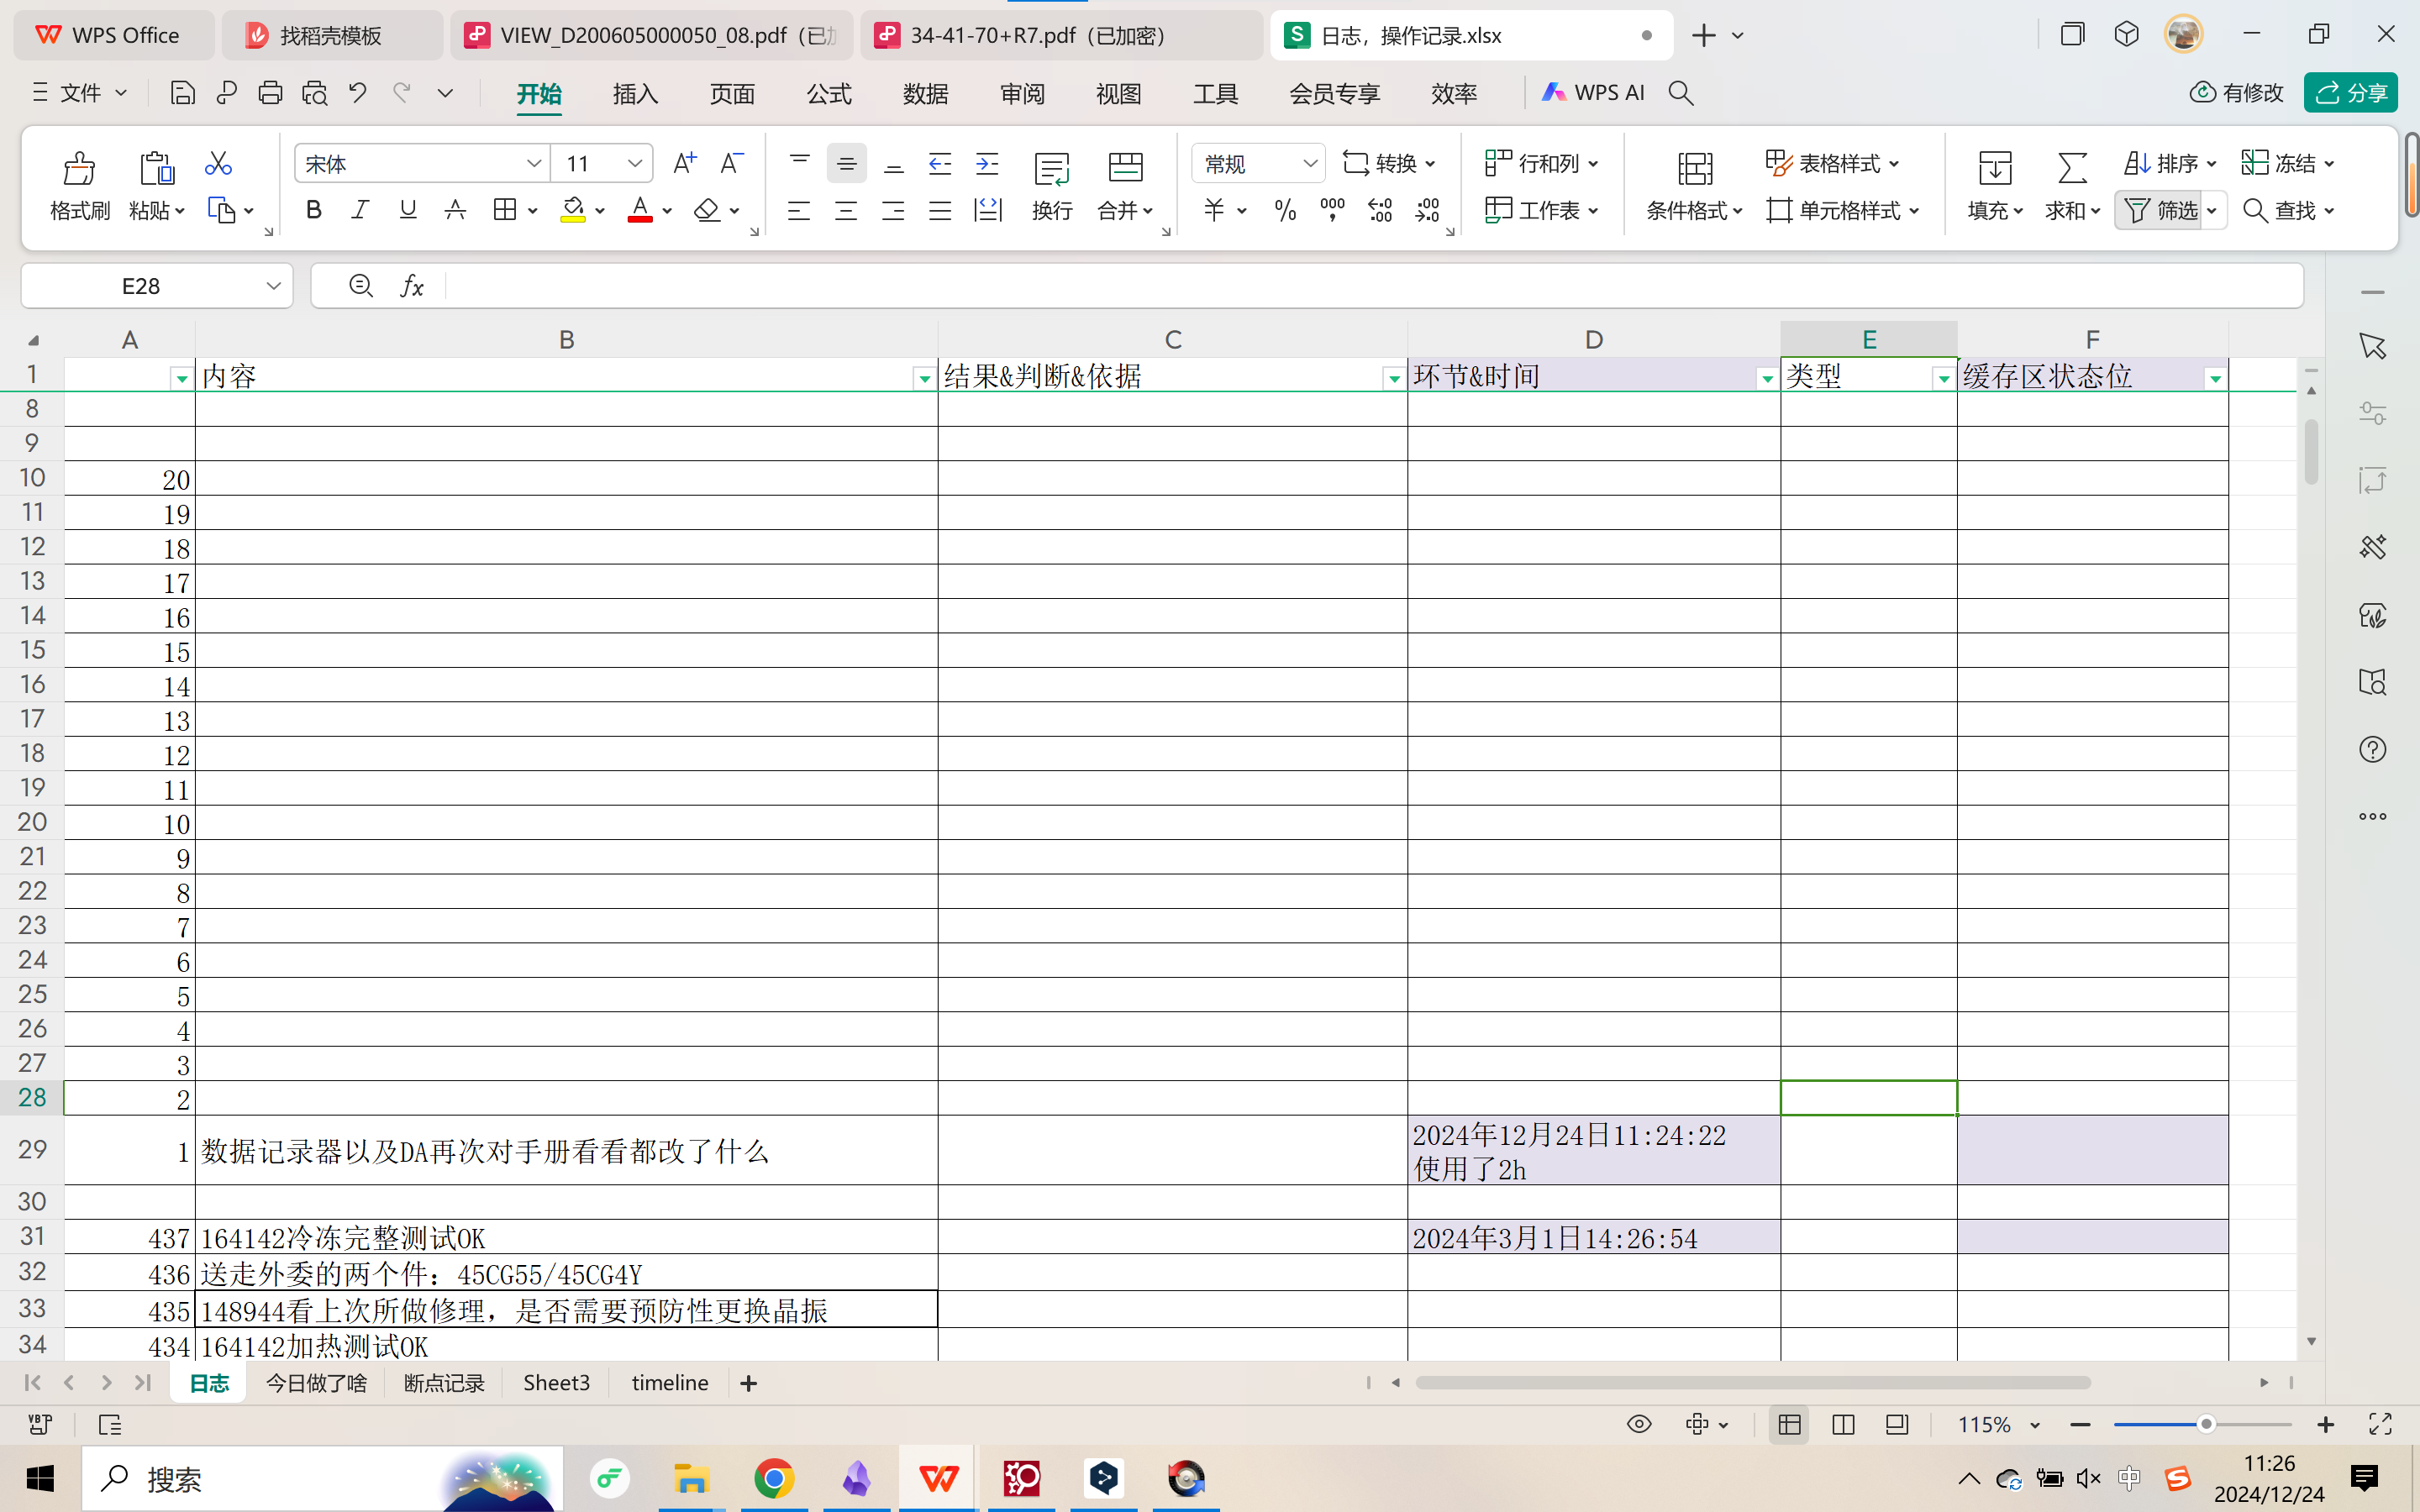 WPS Office
找稻壳模板
VIEW_D200605000050_08.pdf（已加
34-41-70+R7.pdf（已加密）
日志，操作记录.xlsx
文件
开始
插入
页面
公式
数据
审阅
视图
工具
会员专享
效率
WPS AI
有修改
分享
格式刷
粘贴
宋体
11
换行
合并
常规
转换
行和列
工作表
条件格式
表格样式
单元格样式
填充
求和
排序
筛选
冻结
查找
E28
A B C D E F
1 内容 结果&判断&依据 环节&时间 类型 缓存区状态位
8
9
10 20
11 19
12 18
13 17
14 16
15 15
16 14
17 13
18 12
19 11
20 10
21 9
22 8
23 7
24 6
25 5
26 4
27 3
28 2
29 1 数据记录器以及DA再次对手册看看都改了什么 2024年12月24日11:24:22
使用了2h
30
31 437 164142冷冻完整测试OK 2024年3月1日14:26:54
32 436 送走外委的两个件：45CG55/45CG4Y
33 435 148944看上次所做修理，是否需要预防性更换晶振
34 434 164142加热测试OK
日志
今日做了啥
断点记录
Sheet3
timeline
115%
搜索
中
11:26
2024/12/24